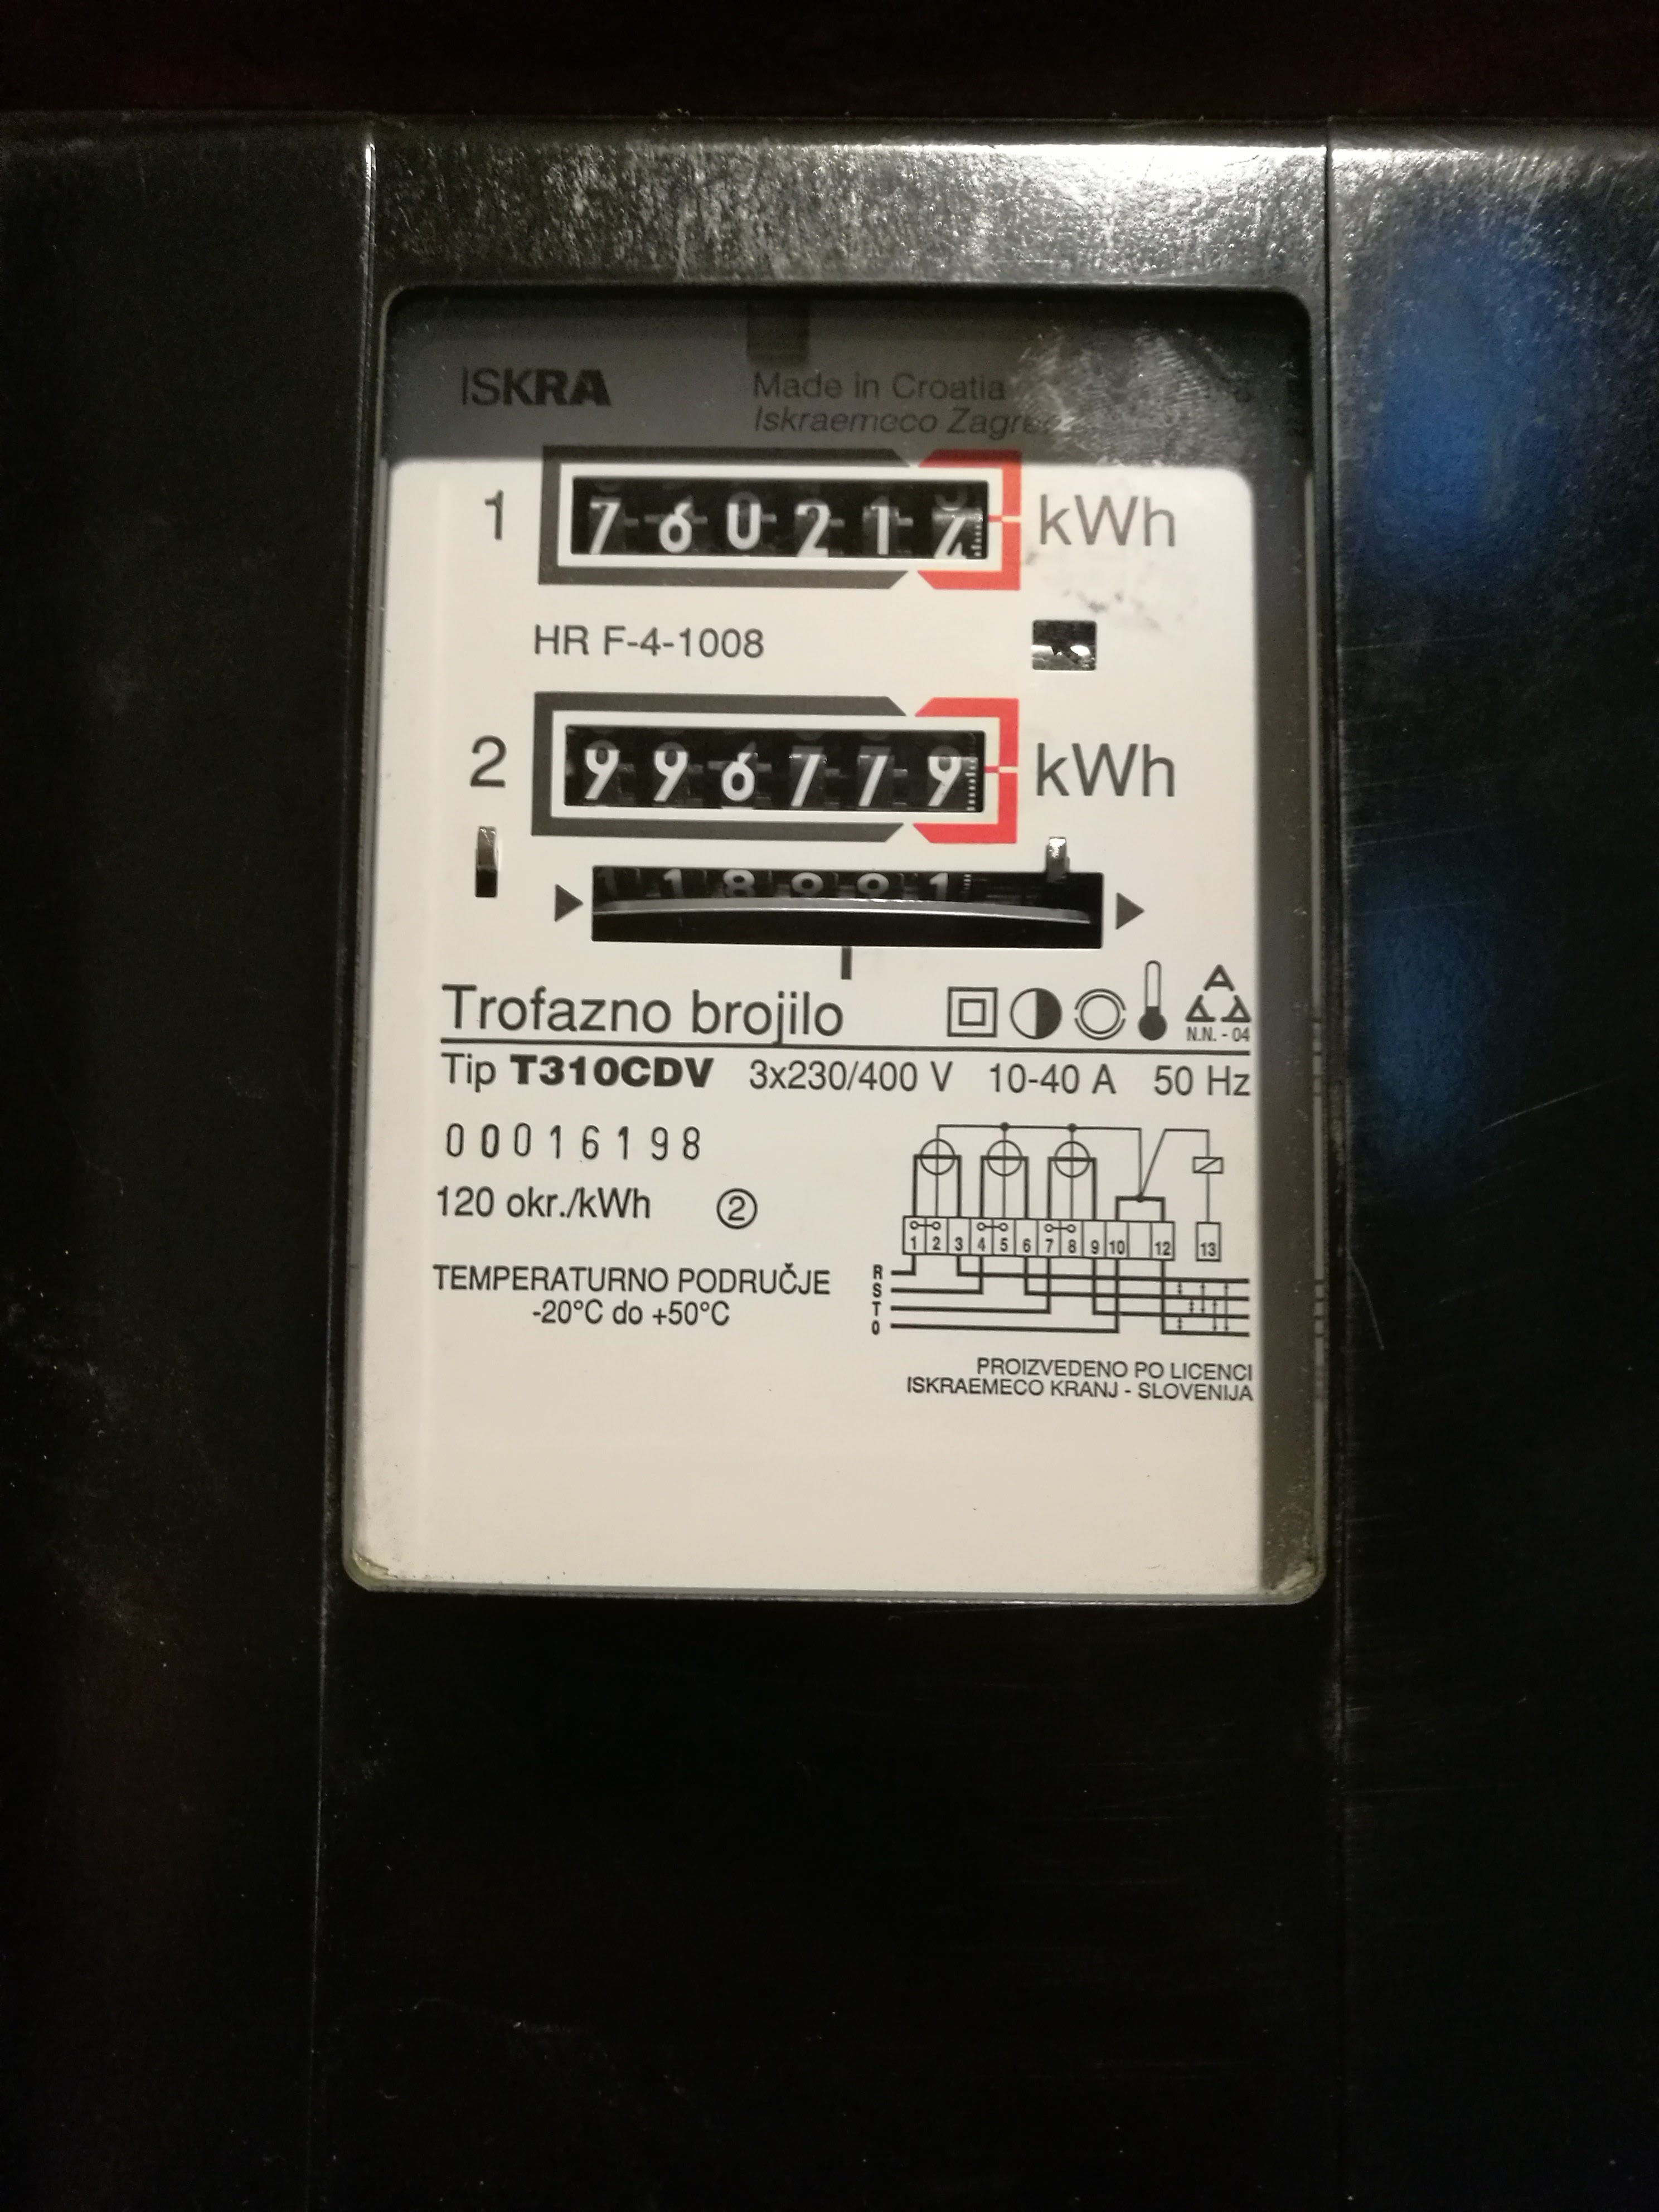 ISKRA
Made in Croatia
Iskraemeco Zagreb
1 76021 kWh
HR F-4-1008
2 996779 kWh
Trofazno brojilo
N.N. - 04
Tip T310CDV 3x230/400 V 10-40 A 50 Hz
00016198
120 okr./kWh 2
1 2 3 4 5 6 7 8 9 10 12 13
TEMPERATURNO PODRUČJE
-20°C do +50°C
R
S
T
0
PROIZVEDENO PO LICENCI
ISKRAEMECO KRANJ - SLOVENIJA